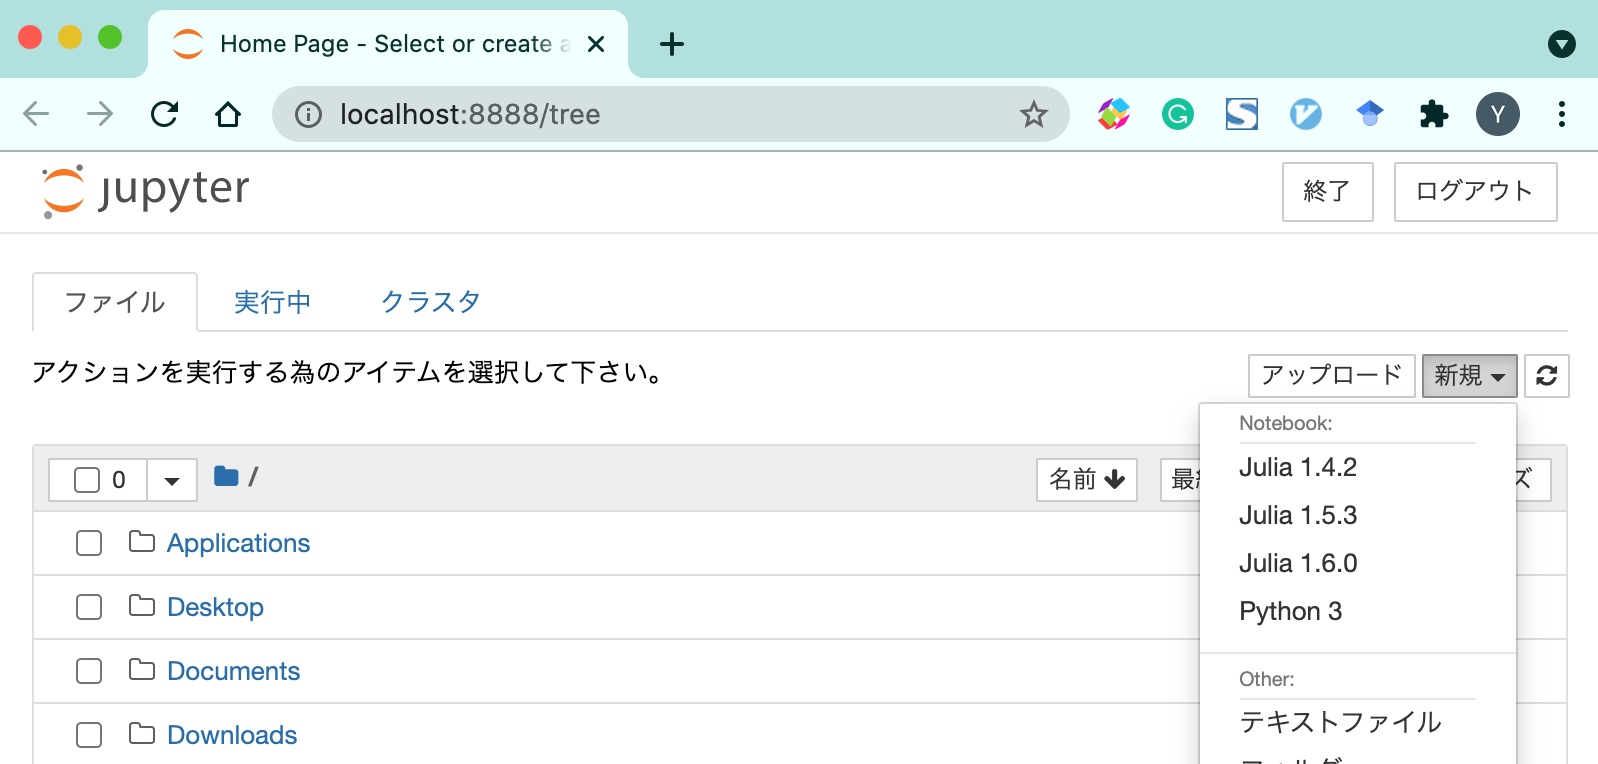 Home Page - Select or create a
localhost:8888/tree
Y
jupyter
終了
ログアウト
ファイル
実行中
クラスタ
アクションを実行する為のアイテムを選択して下さい。
アップロード
新規
0
/
名前
最
ズ
Notebook:
Julia 1.4.2
Julia 1.5.3
Julia 1.6.0
Python 3
Other:
テキストファイル
Applications
Desktop
Documents
Downloads